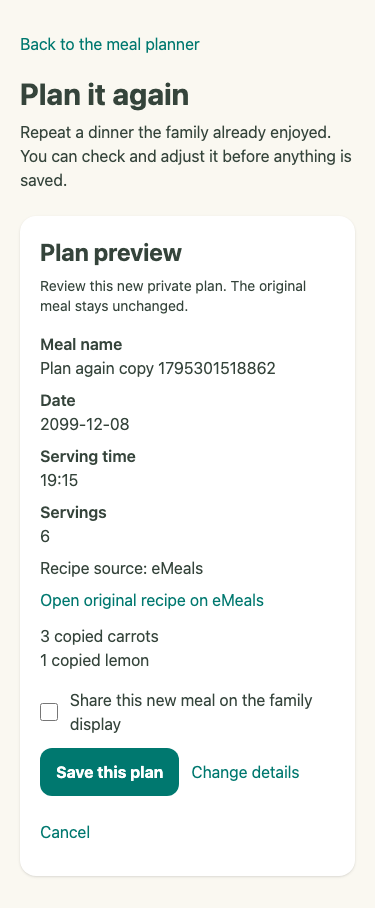 Back to the meal planner
Plan it again
Repeat a dinner the family already enjoyed.
You can check and adjust it before anything is
saved.
Plan preview
Review this new private plan. The original
meal stays unchanged.
Meal name
Plan again copy 1795301518862
Date
2099-12-08
Serving time
19:15
Servings
6
Recipe source: eMeals
Open original recipe on eMeals
3 copied carrots
1 copied lemon
Share this new meal on the family
display
Save this plan Change details
Cancel